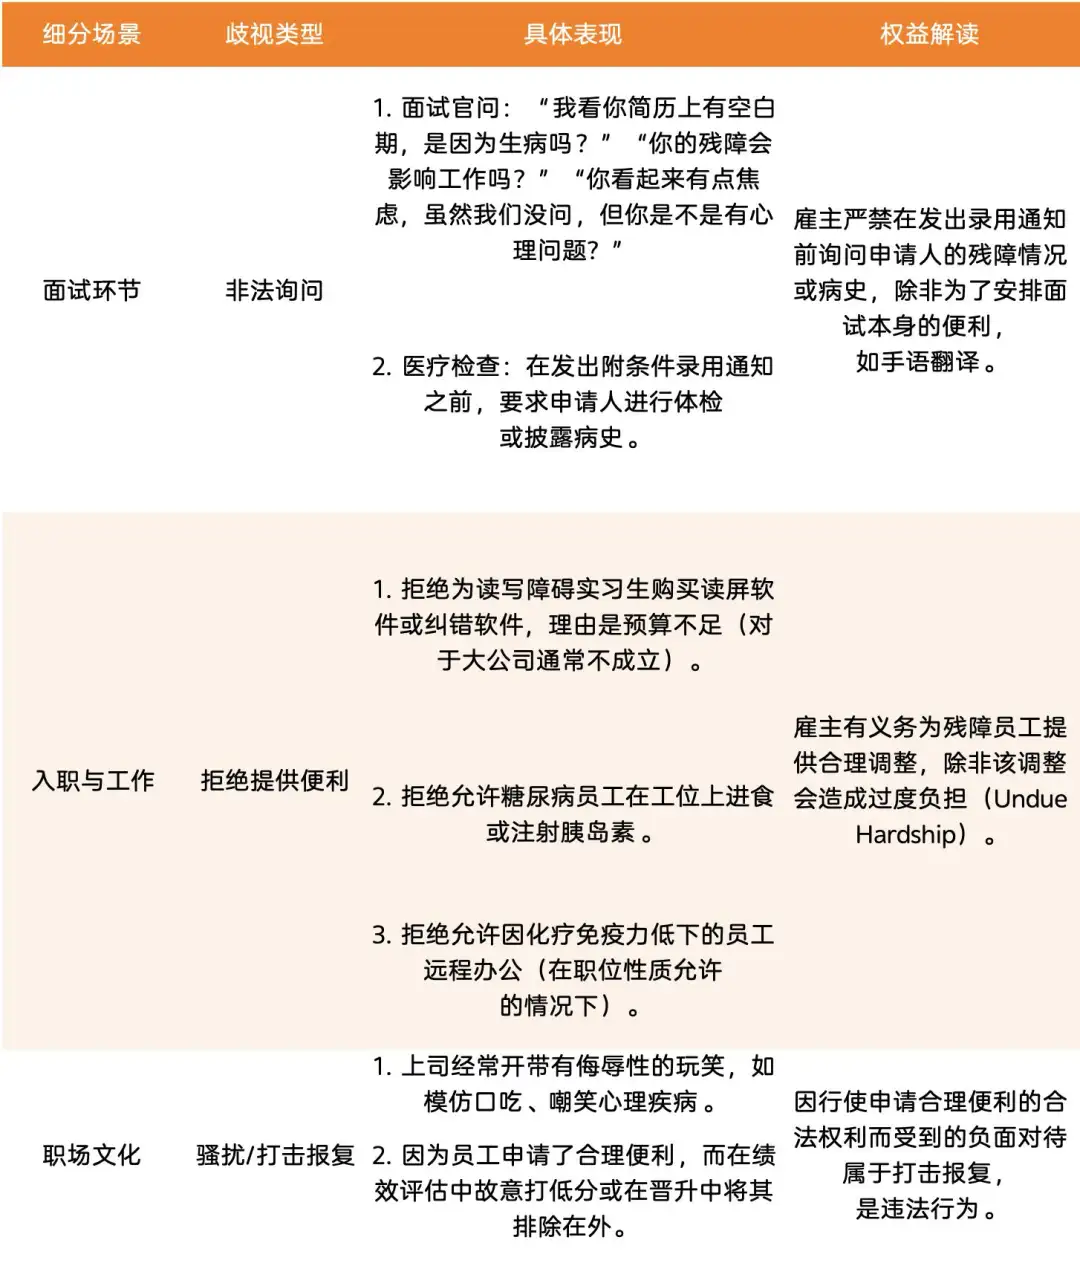 细分场景 歧视类型 具体表现 权益解读
面试环节
非法询问
1. 面试官问：“我看你简历上有空白
期，是因为生病吗？”“你的残障会
影响工作吗？”“你看起来有点焦
虑，虽然我们没问，但你是不是有心
理问题？”
2. 医疗检查：在发出附条件录用通知
之前，要求申请人进行体检
或披露病史。
雇主严禁在发出录用通知
前询问申请人的残障情况
或病史，除非为了安排面
试本身的便利，
如手语翻译。
入职与工作
拒绝提供便利
1. 拒绝为读写障碍实习生购买读屏软
件或纠错软件，理由是预算不足（对
于大公司通常不成立）。
2. 拒绝允许糖尿病员工在工位上进食
或注射胰岛素。
3. 拒绝允许因化疗免疫力低下的员工
远程办公（在职位性质允许
的情况下）。
雇主有义务为残障员工提
供合理调整，除非该调整
会造成过度负担（Undue
Hardship）。
职场文化
骚扰/打击报复
1. 上司经常开带有侮辱性的玩笑，如
模仿口吃、嘲笑心理疾病。
2. 因为员工申请了合理便利，而在绩
效评估中故意打低分或在晋升中将其
排除在外。
因行使申请合理便利的合
法权利而受到的负面对待
属于打击报复，
是违法行为。